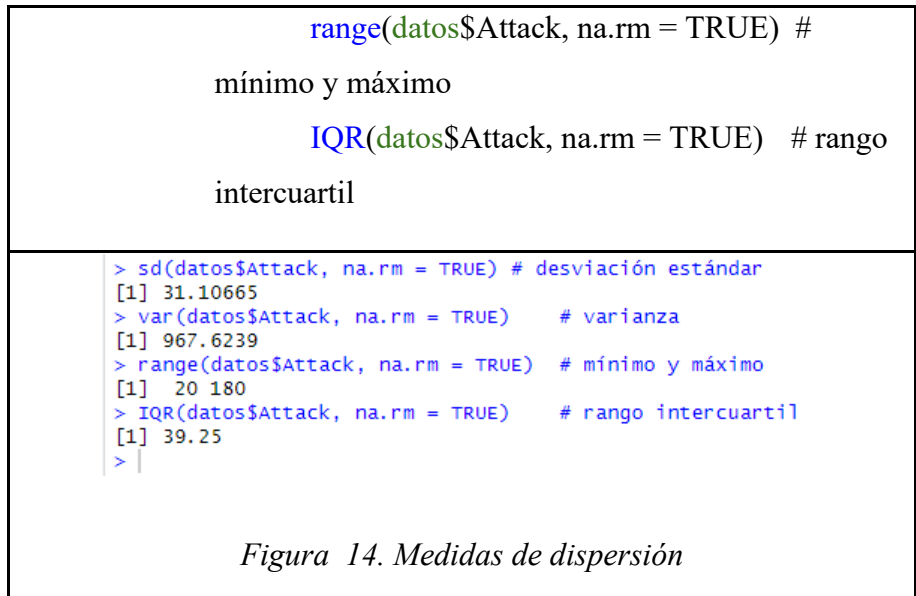 range(datos$Attack, na.rm = TRUE) #
mínimo y máximo
IQR(datos$Attack, na.rm = TRUE) # rango
intercuartil
> sd(datos$Attack, na.rm = TRUE) # desviación estándar
[1] 31.10665
> var(datos$Attack, na.rm = TRUE) # varianza
[1] 967.6239
> range(datos$Attack, na.rm = TRUE) # mínimo y máximo
[1] 20 180
> IQR(datos$Attack, na.rm = TRUE) # rango intercuartil
[1] 39.25
>
Figura 14. Medidas de dispersión